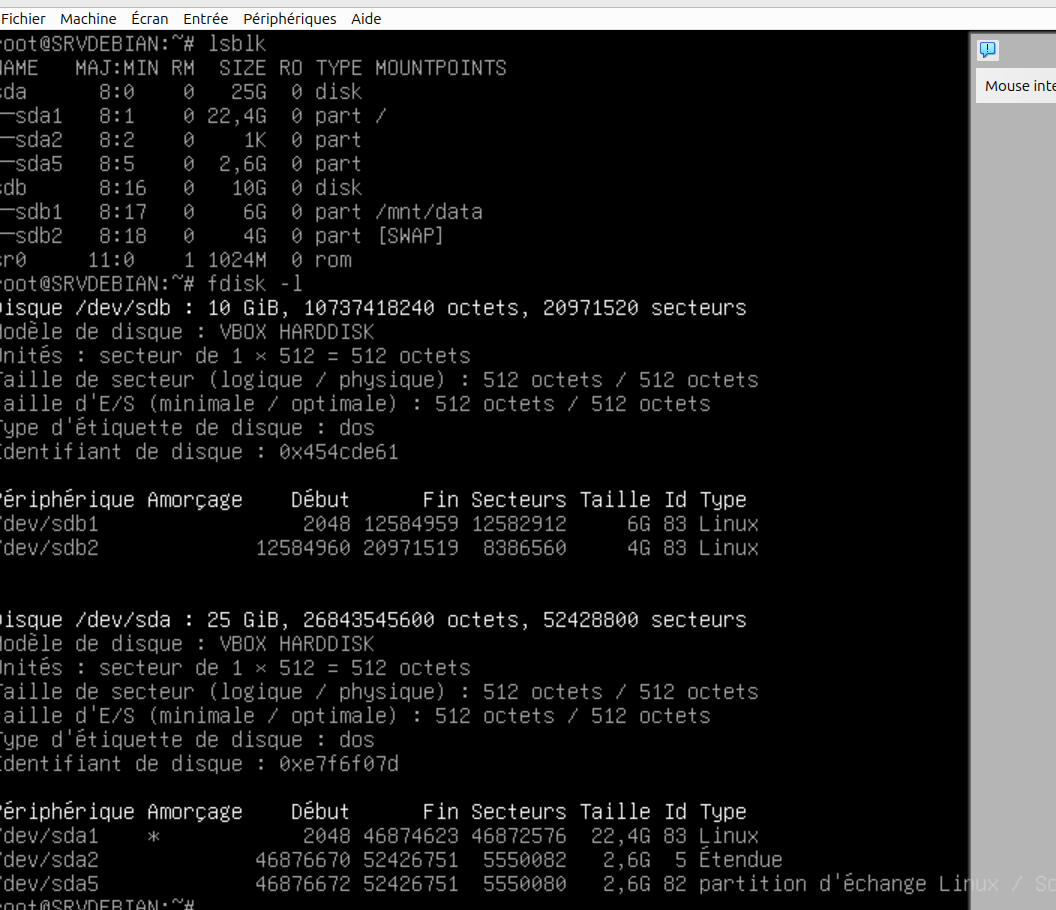 Fichier Machine Écran Entrée Périphériques Aide
root@SRVDEBIAN:~# lsblk
NAME MAJ:MIN RM SIZE RO TYPE MOUNTPOINTS
sda 8:0 0 25G 0 disk
─sda1 8:1 0 22,4G 0 part /
─sda2 8:2 0 1K 0 part
─sda5 8:5 0 2,6G 0 part
sdb 8:16 0 10G 0 disk
─sdb1 8:17 0 6G 0 part /mnt/data
─sdb2 8:18 0 4G 0 part [SWAP]
sr0 11:0 1 1024M 0 rom
root@SRVDEBIAN:~# fdisk -l
Disque /dev/sdb : 10 GiB, 10737418240 octets, 20971520 secteurs
Modèle de disque : VBOX HARDDISK
Unités : secteur de 1 × 512 = 512 octets
Taille de secteur (logique / physique) : 512 octets / 512 octets
taille d'E/S (minimale / optimale) : 512 octets / 512 octets
Type d'étiquette de disque : dos
Identifiant de disque : 0x454cde61
Périphérique Amorçage Début Fin Secteurs Taille Id Type
/dev/sdb1 2048 12584959 12582912 6G 83 Linux
/dev/sdb2 12584960 20971519 8386560 4G 83 Linux
Disque /dev/sda : 25 GiB, 26843545600 octets, 52428800 secteurs
Modèle de disque : VBOX HARDDISK
Unités : secteur de 1 × 512 = 512 octets
Taille de secteur (logique / physique) : 512 octets / 512 octets
taille d'E/S (minimale / optimale) : 512 octets / 512 octets
Type d'étiquette de disque : dos
Identifiant de disque : 0xe7f6f07d
Périphérique Amorçage Début Fin Secteurs Taille Id Type
/dev/sda1 * 2048 46874623 46872576 22,4G 83 Linux
/dev/sda2 46876670 52426751 5550082 2,6G 5 Étendue
/dev/sda5 46876672 52426751 5550080 2,6G 82 partition d'échange Linux / So
root@SRVDEBIAN:~#
Mouse inte